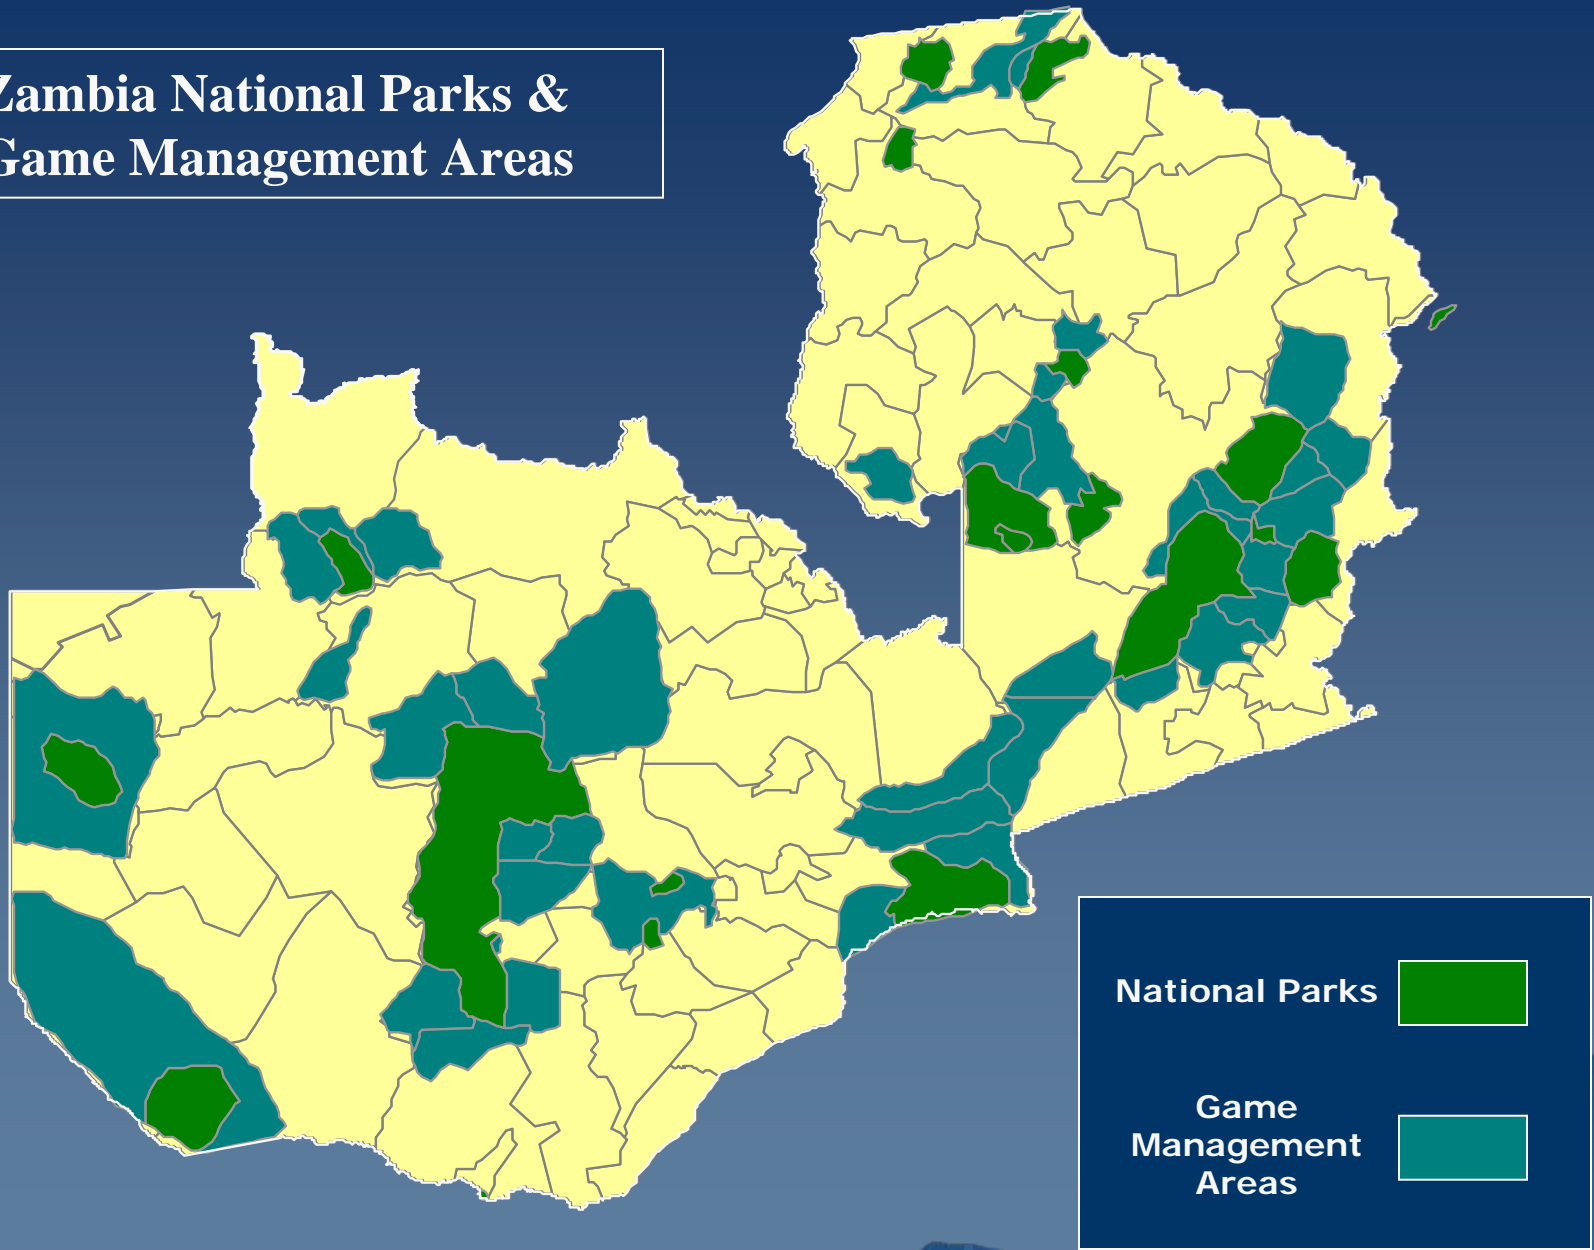 Zambia National Parks &
Game Management Areas
National Parks
Game
Management
Areas